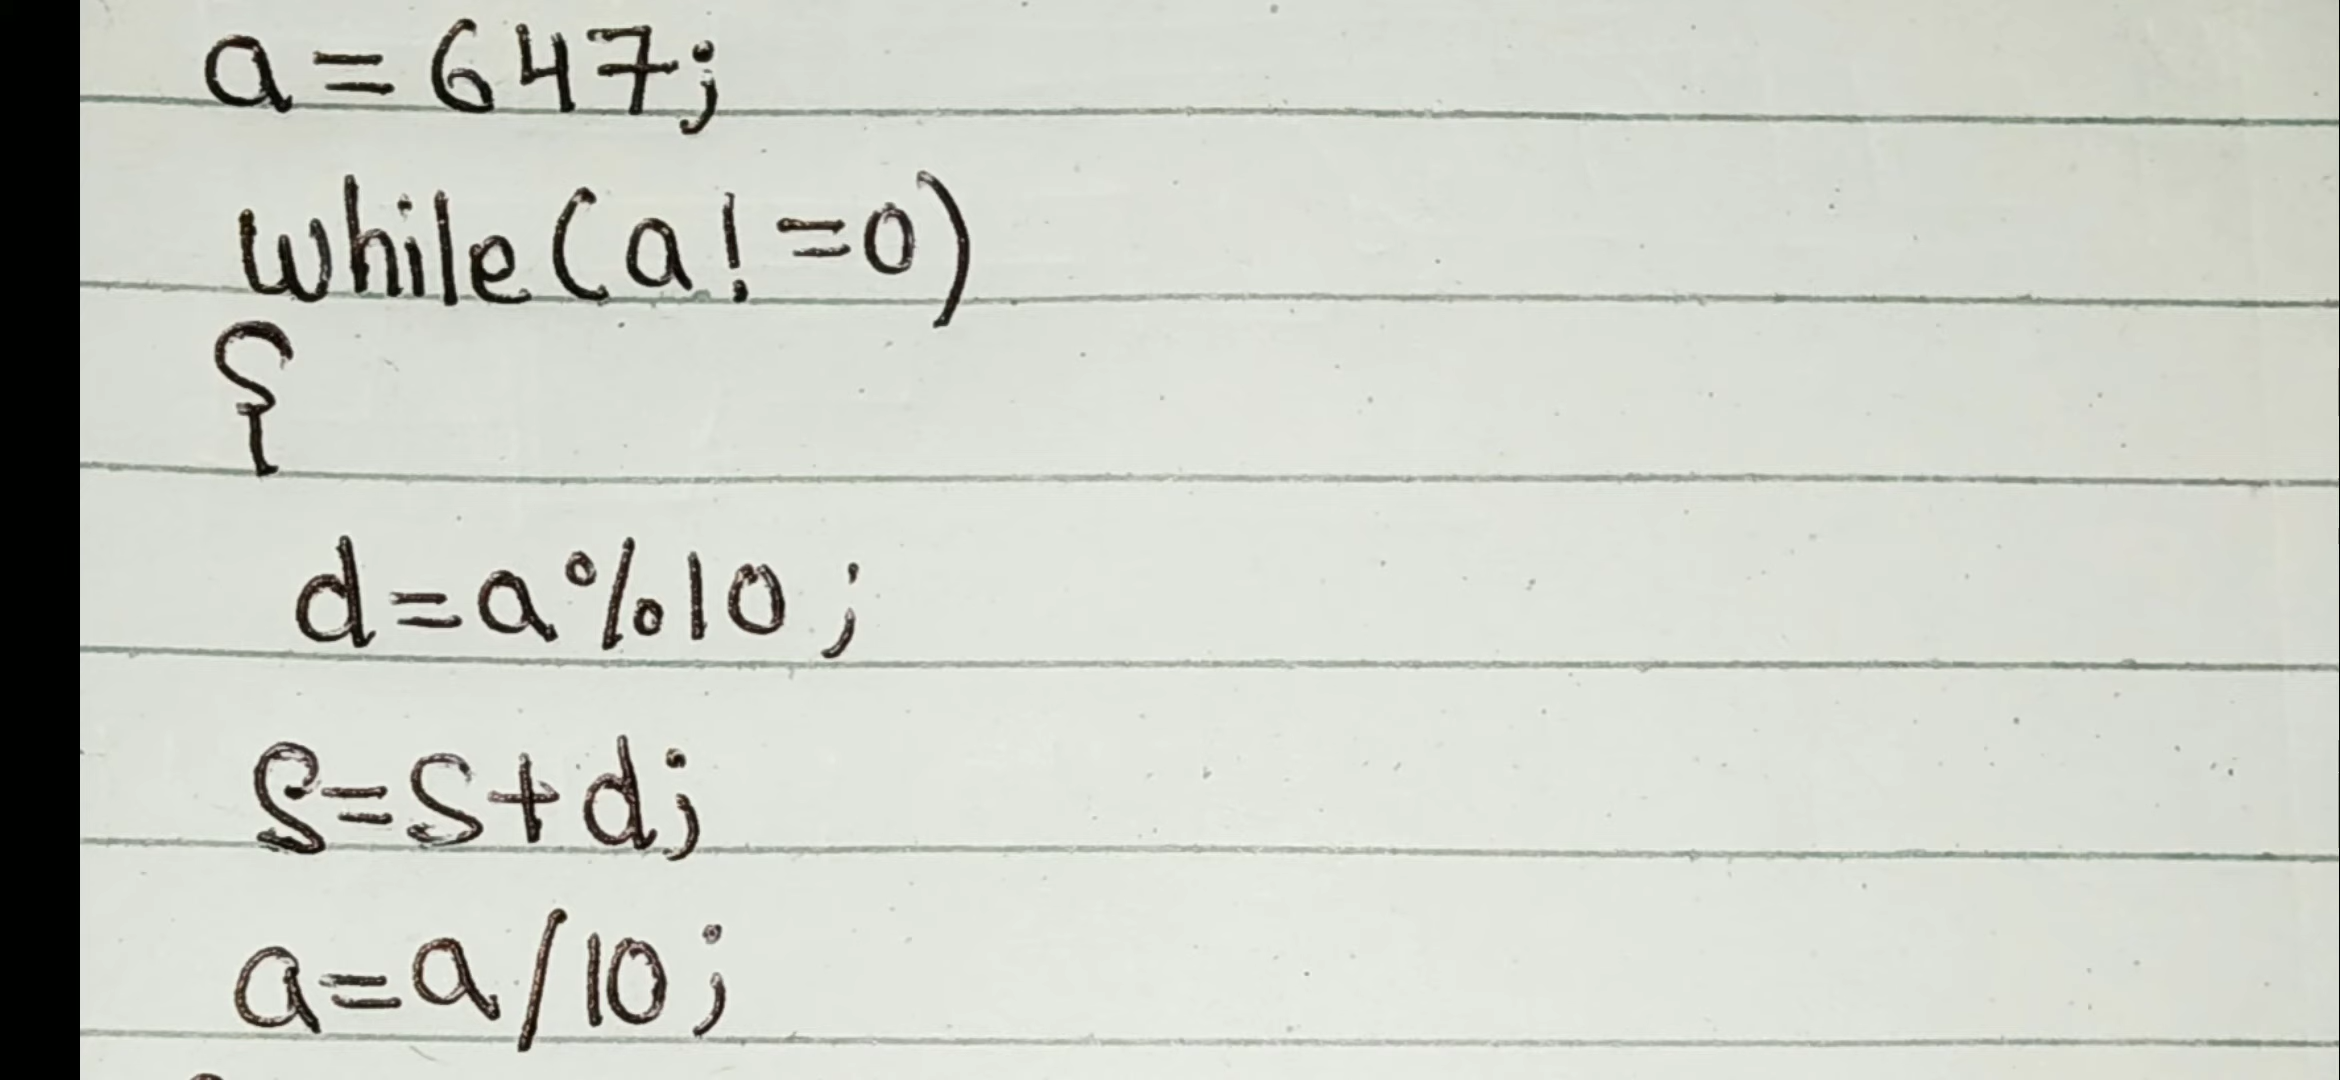 a=647;
while(a!=0)
{
d=a%10;
s=s+d;
a=a/10;